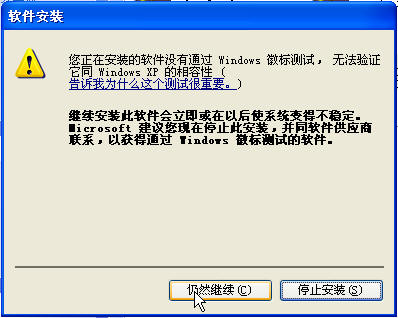 软件安装
您正在安装的软件没有通过 Windows 徽标测试，无法验证
它同 Windows XP 的相容性 (
告诉我为什么这个测试很重要。)
继续安装此软件会立即或在以后使系统变得不稳定。
Microsoft 建议您现在停止此安装，并同软件供应商
联系，以获得通过 Windows 徽标测试的软件。
仍然继续(C)
停止安装(S)